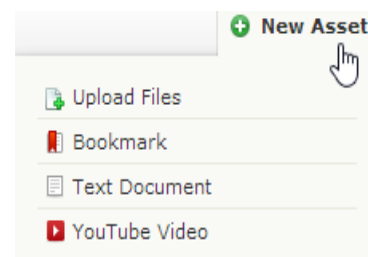 New Asset
Upload Files
Bookmark
Text Document
YouTube Video